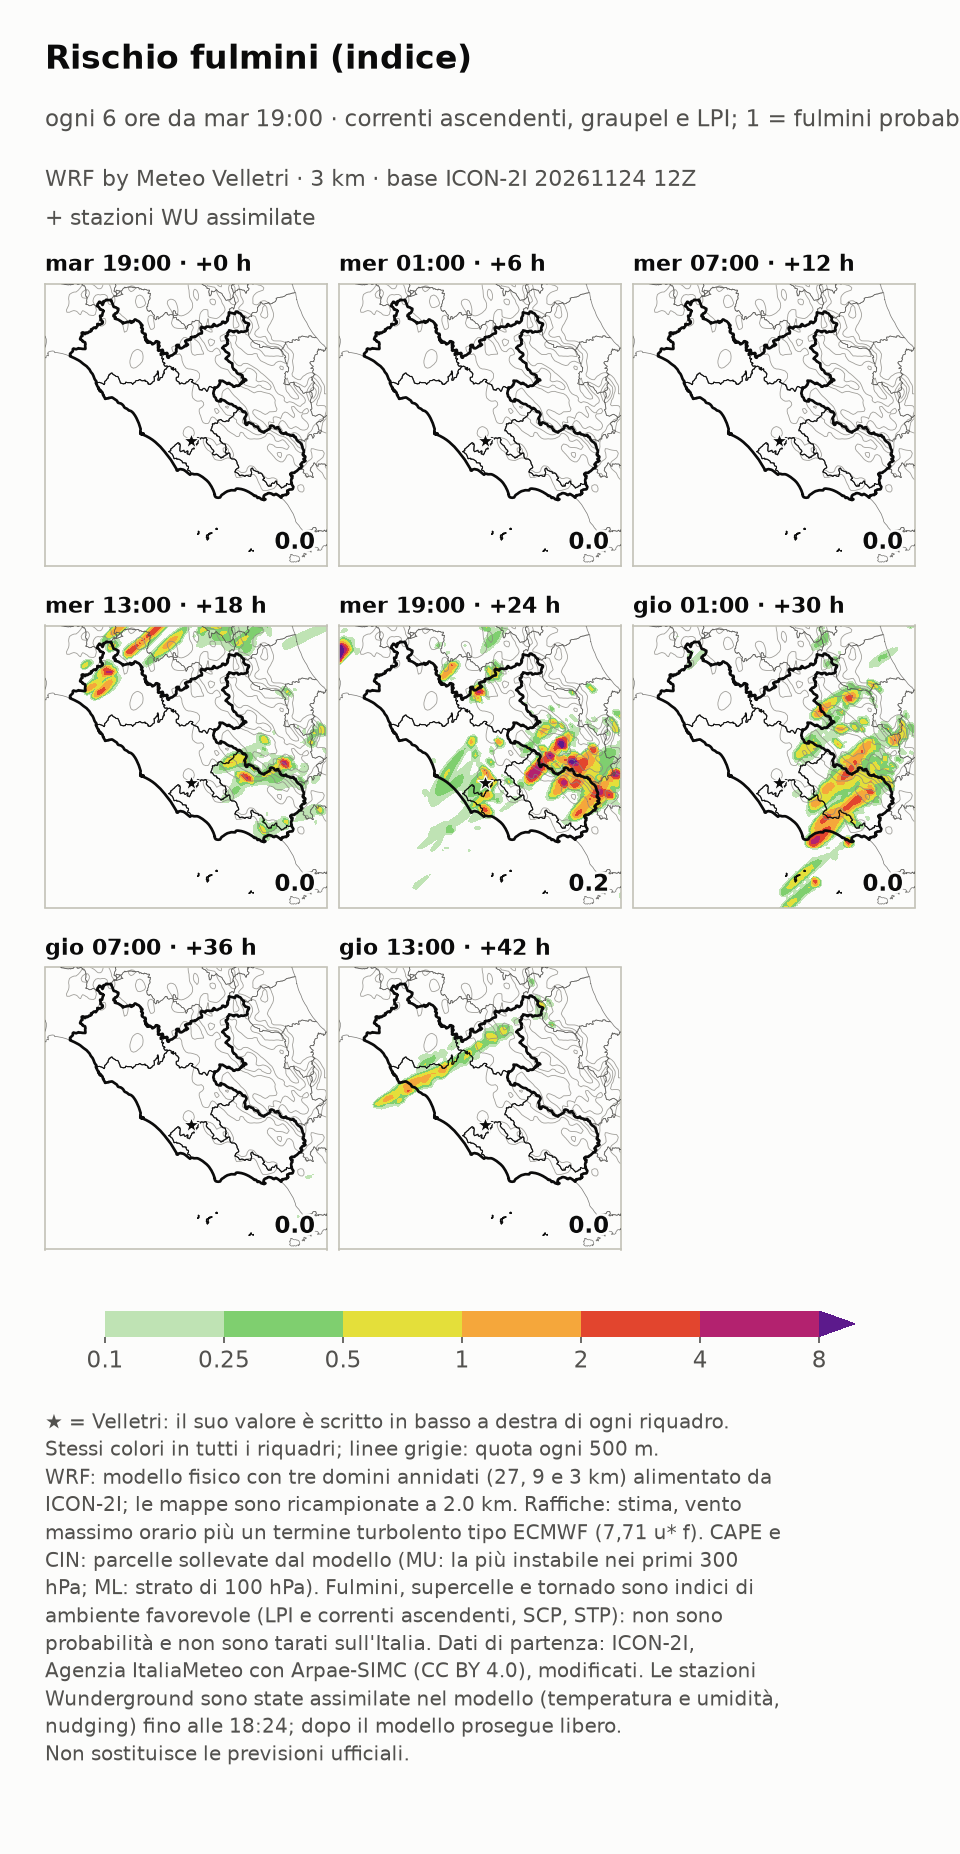 Rischio fulmini (indice)
ogni 6 ore da mar 19:00 · correnti ascendenti, graupel e LPI; 1 = fulmini probab
WRF by Meteo Velletri · 3 km · base ICON-2I 20261124 12Z
+ stazioni WU assimilate
mar 19:00 · +0 h
mer 01:00 · +6 h
mer 07:00 · +12 h
0.0
0.0
0.0
mer 13:00 · +18 h
mer 19:00 · +24 h
gio 01:00 · +30 h
0.0
0.2
0.0
gio 07:00 · +36 h
gio 13:00 · +42 h
0.0
0.0
0.1 0.25 0.5 1 2 4 8
★ = Velletri: il suo valore è scritto in basso a destra di ogni riquadro.
Stessi colori in tutti i riquadri; linee grigie: quota ogni 500 m.
WRF: modello fisico con tre domini annidati (27, 9 e 3 km) alimentato da
ICON-2I; le mappe sono ricampionate a 2.0 km. Raffiche: stima, vento
massimo orario più un termine turbolento tipo ECMWF (7,71 u* f). CAPE e
CIN: parcelle sollevate dal modello (MU: la più instabile nei primi 300
hPa; ML: strato di 100 hPa). Fulmini, supercelle e tornado sono indici di
ambiente favorevole (LPI e correnti ascendenti, SCP, STP): non sono
probabilità e non sono tarati sull'Italia. Dati di partenza: ICON-2I,
Agenzia ItaliaMeteo con Arpae-SIMC (CC BY 4.0), modificati. Le stazioni
Wunderground sono state assimilate nel modello (temperatura e umidità,
nudging) fino alle 18:24; dopo il modello prosegue libero.
Non sostituisce le previsioni ufficiali.